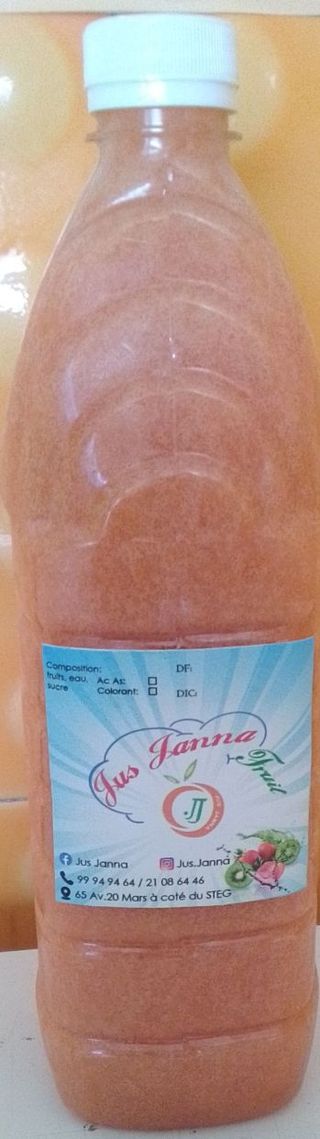 Composition:
fruits, eau,
sucre
Ac As: ☐
Colorant: ☐
DF:
DIC:
Jus Janna
Fruit
JJ
Jus Janna
Jus.Janna
99 94 94 64 / 21 08 64 46
65 Av.20 Mars à coté du STEG